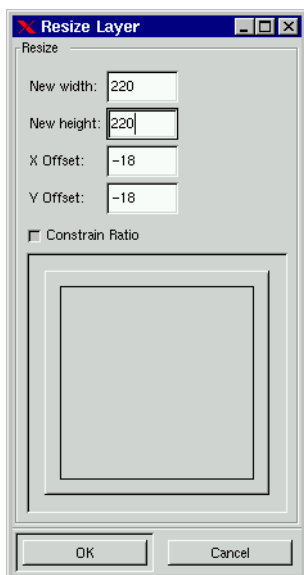 Resize Layer
Resize
New width: 220
New height: 220
X Offset: -18
Y Offset: -18
Constrain Ratio
OK Cancel